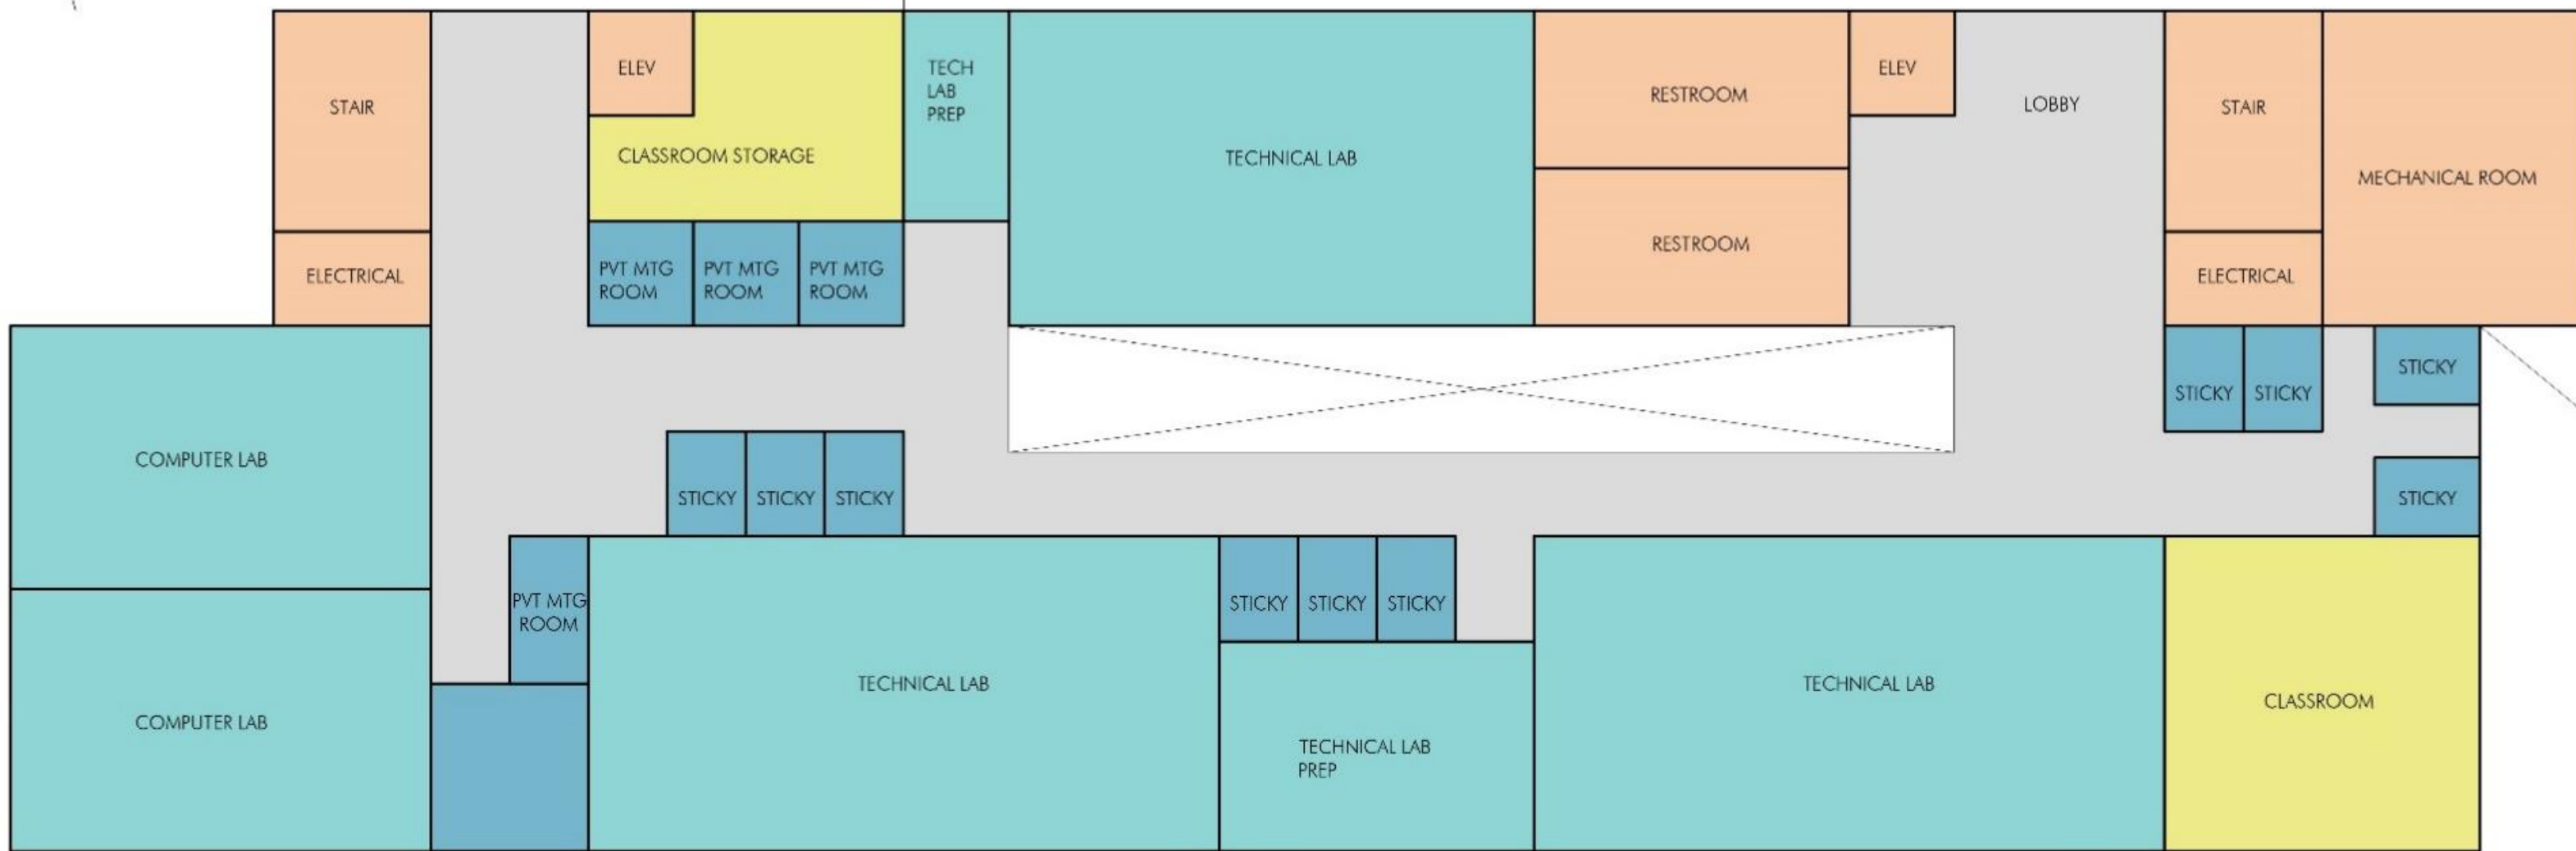 ELEV
TECH
LAB
PREP
ELEV
STAIR
RESTROOM
LOBBY
STAIR
CLASSROOM STORAGE
TECHNICAL LAB
MECHANICAL ROOM
ELECTRICAL
PVT MTG
ROOM
PVT MTG
ROOM
PVT MTG
ROOM
RESTROOM
ELECTRICAL
STICKY
STICKY
STICKY
COMPUTER LAB
STICKY
STICKY
STICKY
STICKY
PVT MTG
ROOM
STICKY
STICKY
STICKY
TECHNICAL LAB
TECHNICAL LAB
CLASSROOM
COMPUTER LAB
TECHNICAL LAB
PREP